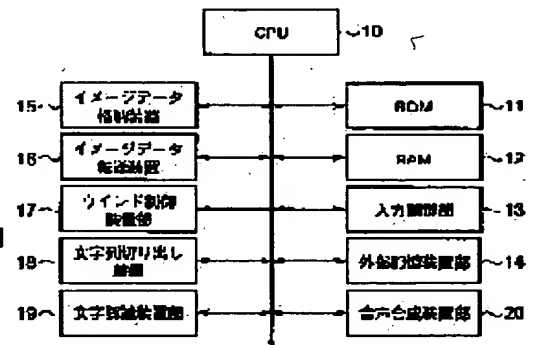 CPU
10
15
イメージデータ
格納装置
ROM
11
16
イメージデータ
転送装置
RAM
12
17
ウインド制御
装置部
入力制御部
13
18
文字列切り出し
装置
外部記憶装置部
14
19
文字認識装置部
音声合成装置部
20